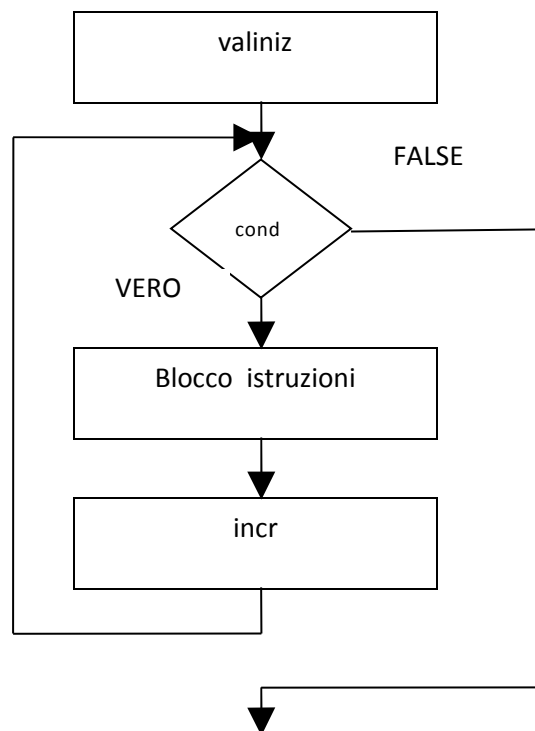 valiniz
FALSE
cond
VERO
Blocco istruzioni
incr